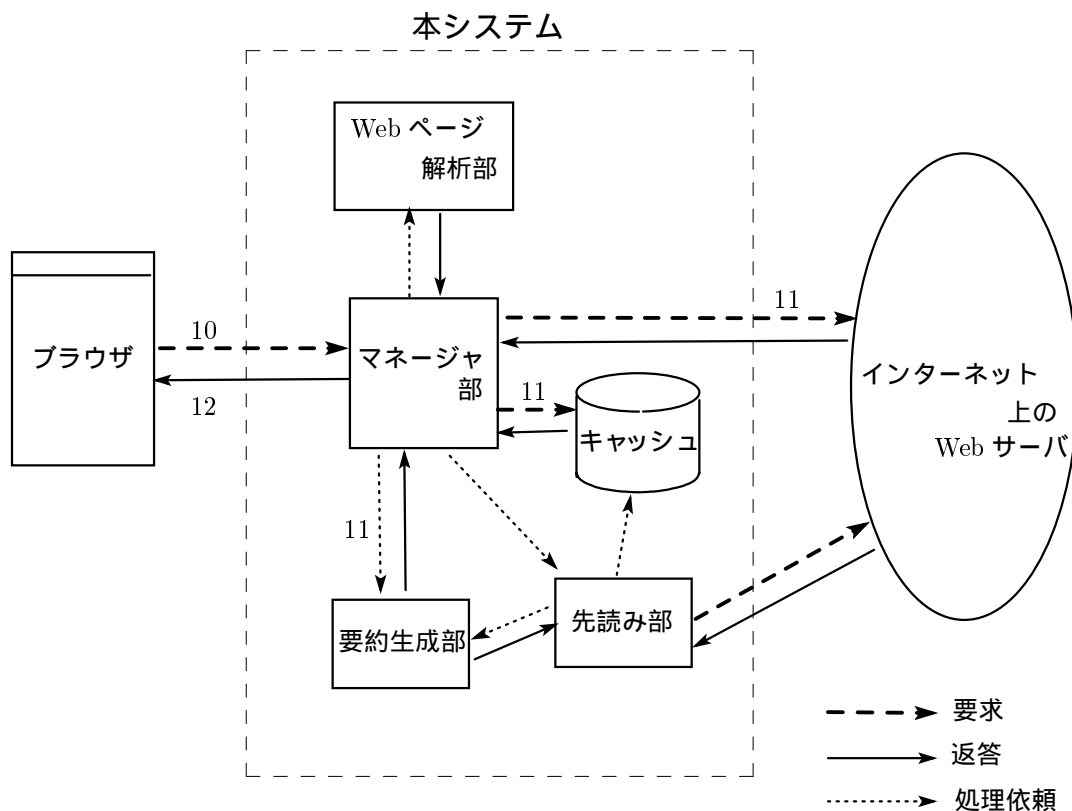 本システム
Web ページ
解析部
11
10
ブラウザ
マネージャ
部
12
11
キャッシュ
インターネット
上の
Web サーバ
11
要約生成部
先読み部
要求
返答
処理依頼